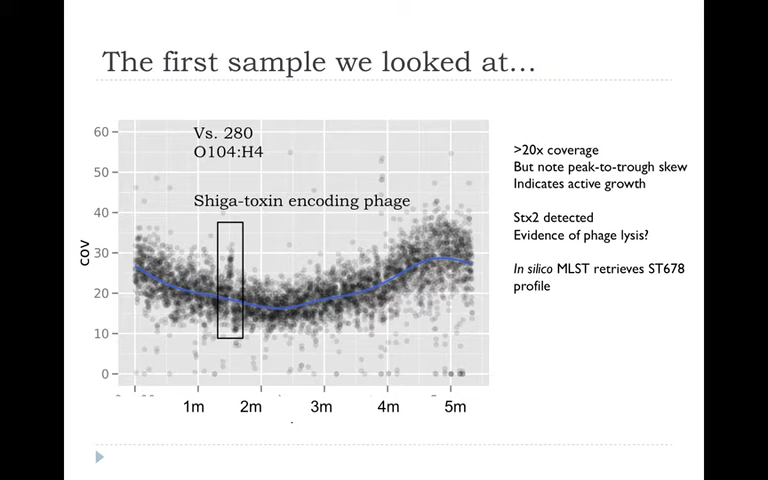 The first sample we looked at...
Vs. 280
O104:H4
Shiga-toxin encoding phage
60
50
40
30
20
10
0
cov
1m 2m 3m 4m 5m
>20x coverage
But note peak-to-trough skew
Indicates active growth
Stx2 detected
Evidence of phage lysis?
In silico MLST retrieves ST678
profile